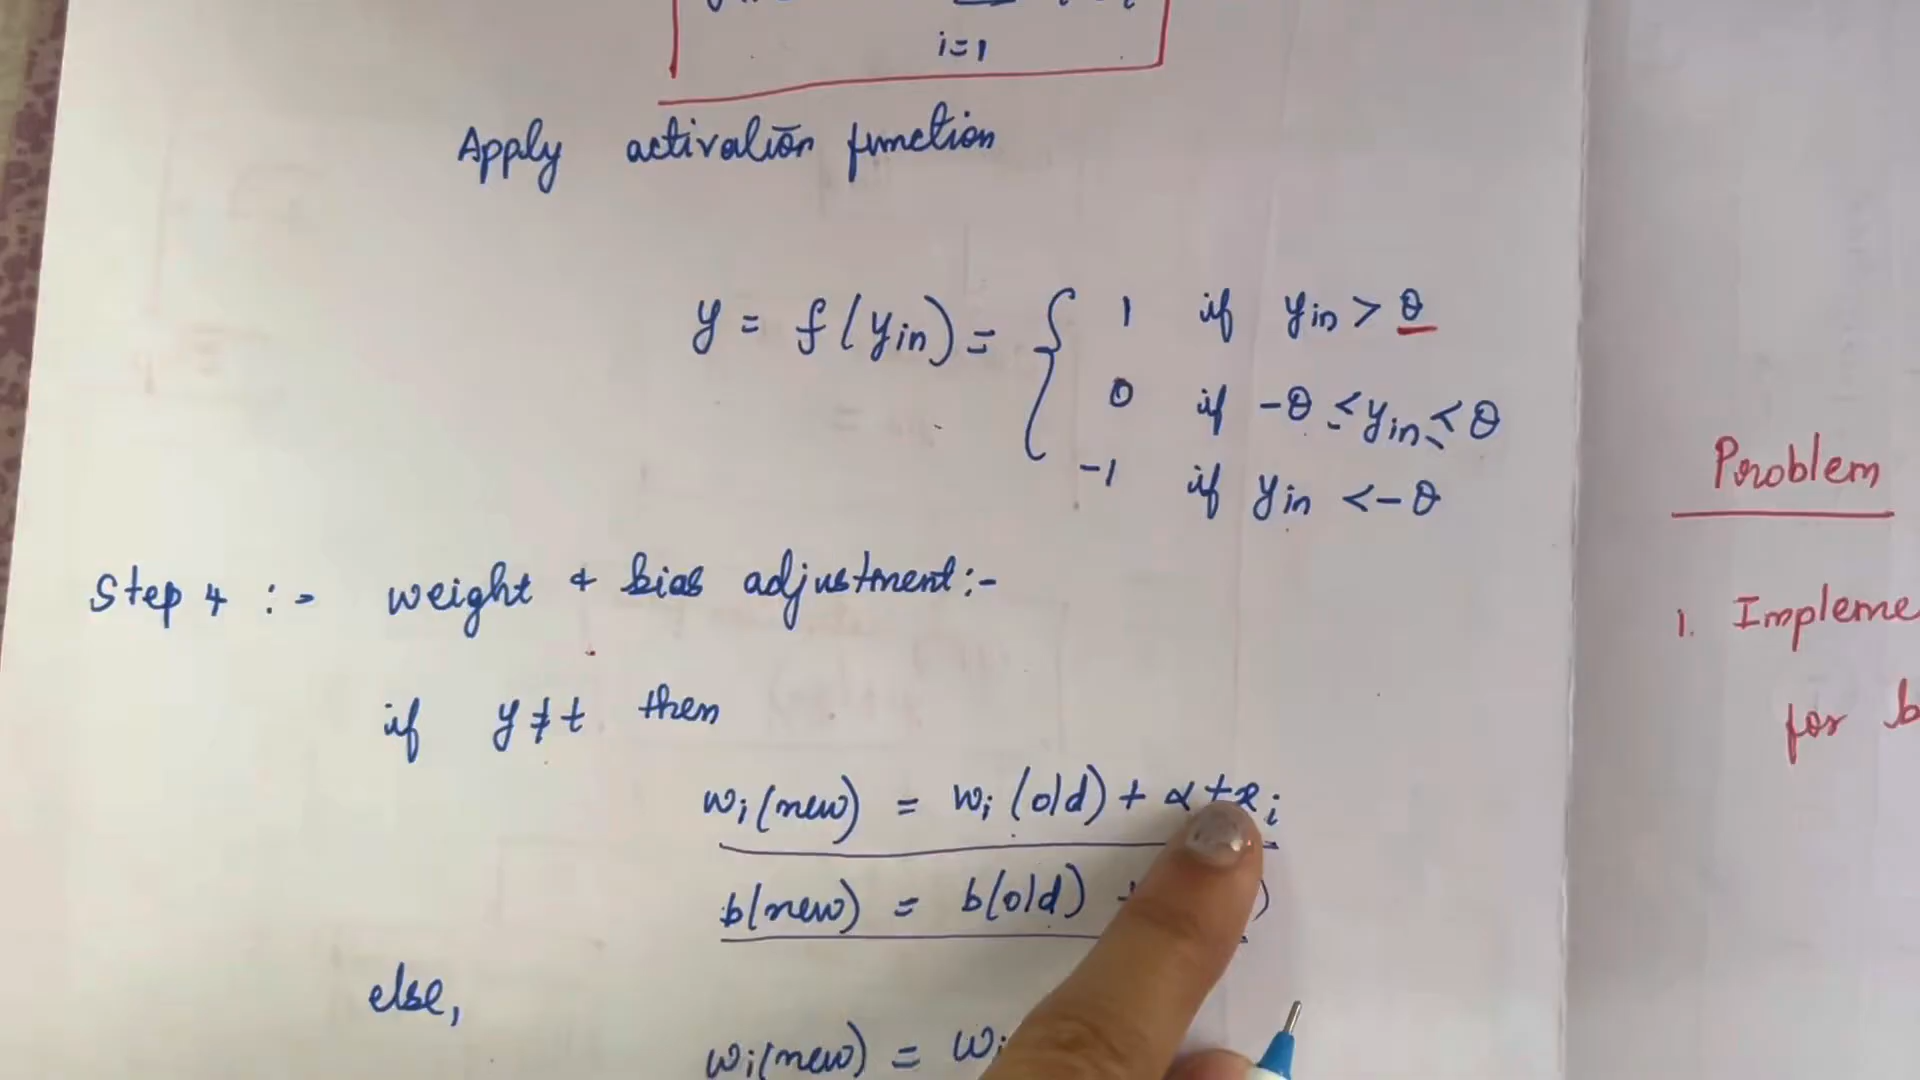 i=1
Apply activation function
y = f(yin) = { 1 if yin > θ
0 if -θ ≤ yin ≤ θ
-1 if yin < -θ
Step 4 :- weight & bias adjustment:-
if y≠t then
wi(new) = wi(old) + αtxi
b(new) = b(old) +
else,
wi(new) = wi
Problem
1. Impleme
for b